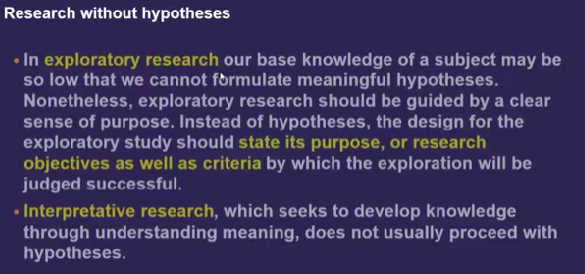 Research without hypotheses
• In exploratory research our base knowledge of a subject may be
so low that we cannot formulate meaningful hypotheses.
Nonetheless, exploratory research should be guided by a clear
sense of purpose. Instead of hypotheses, the design for the
exploratory study should state its purpose, or research
objectives as well as criteria by which the exploration will be
judged successful.
• Interpretative research, which seeks to develop knowledge
through understanding meaning, does not usually proceed with
hypotheses.